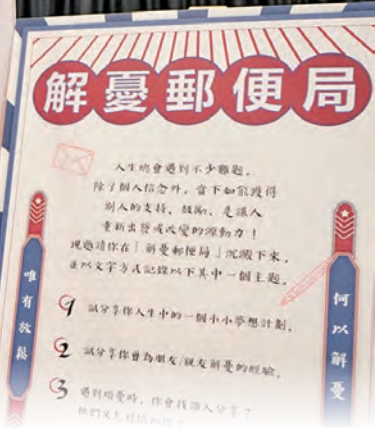 解憂郵便局
人生總會遇到不少難題，
除了個人信念外，當下如能獲得
別人的支持、鼓勵，是讓人
重新出發或改變的源動力！
現邀請你在「解憂郵便局」沉澱下來，
並以文字方式記錄以下其中一個主題。
唯有放鬆
何以解憂
1 試分享你人生中的一個小小夢想計劃。
2 試分享你曾為朋友/親友解憂的經驗。
3 遇到煩憂時，你會找誰人分享？